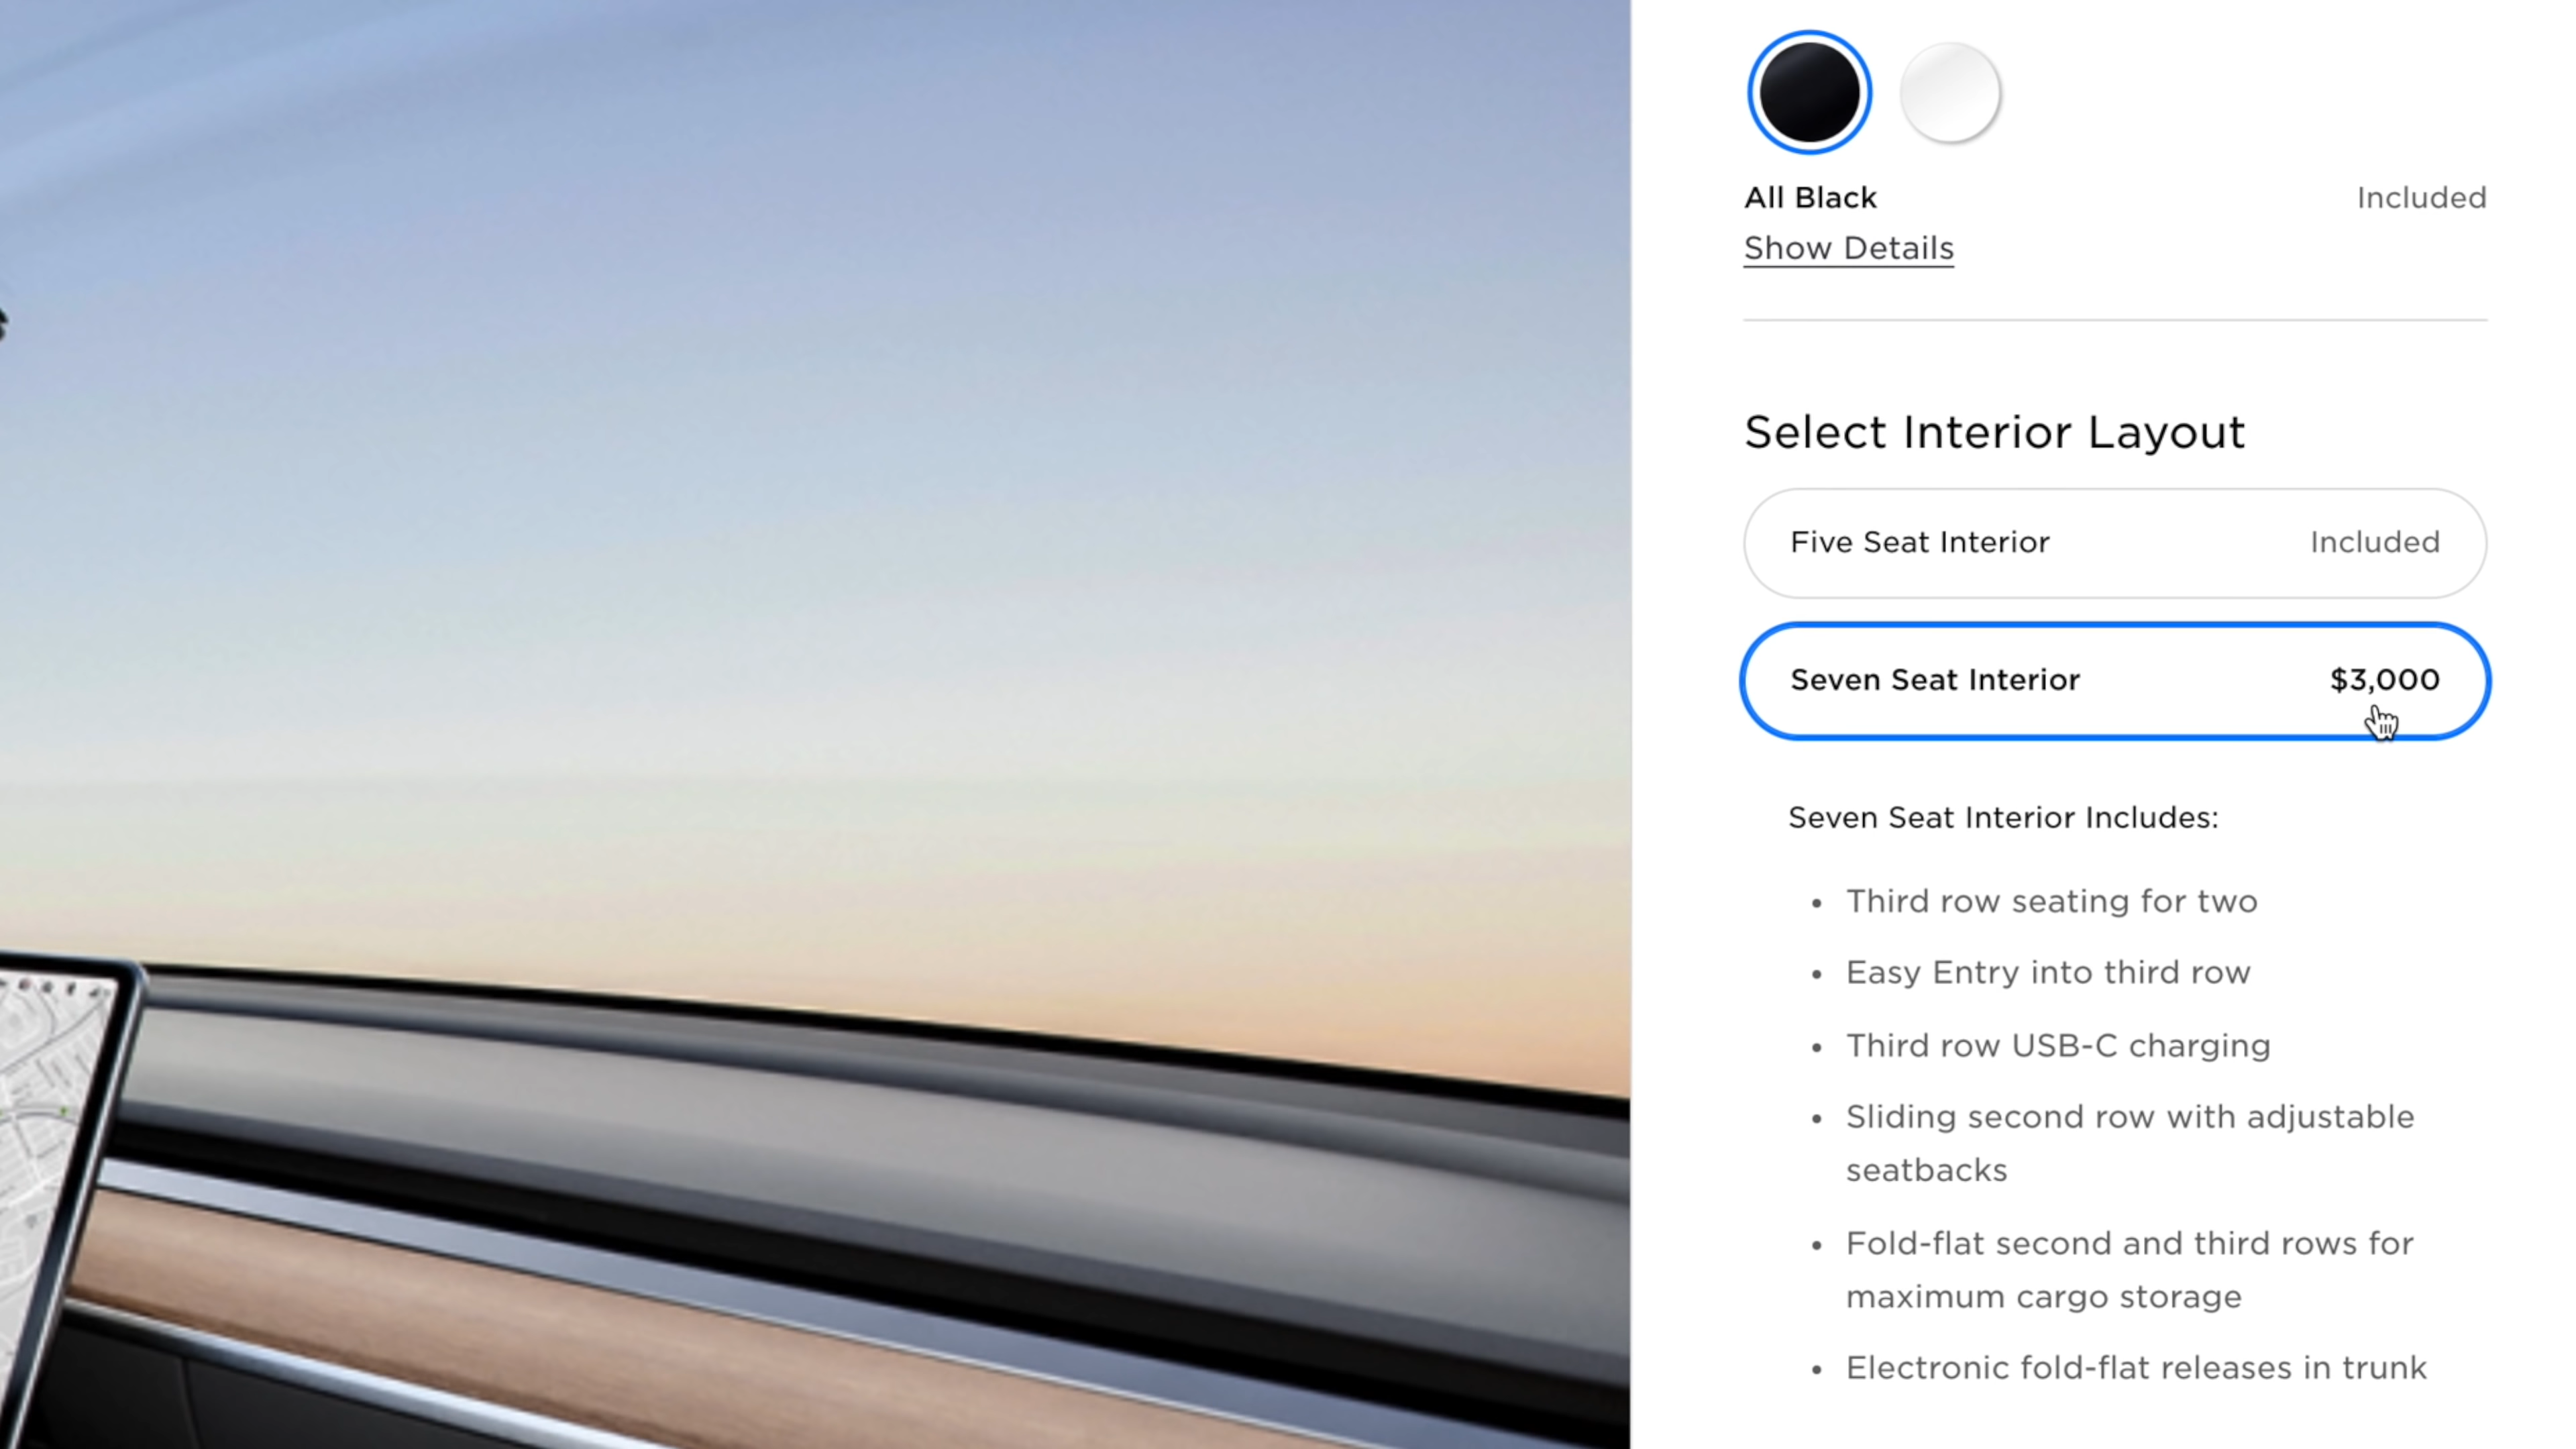 All Black
Included
Show Details
Select Interior Layout
Five Seat Interior
Included
Seven Seat Interior
$3,000
Seven Seat Interior Includes:
• Third row seating for two
• Easy Entry into third row
• Third row USB-C charging
• Sliding second row with adjustable
seatbacks
• Fold-flat second and third rows for
maximum cargo storage
• Electronic fold-flat releases in trunk